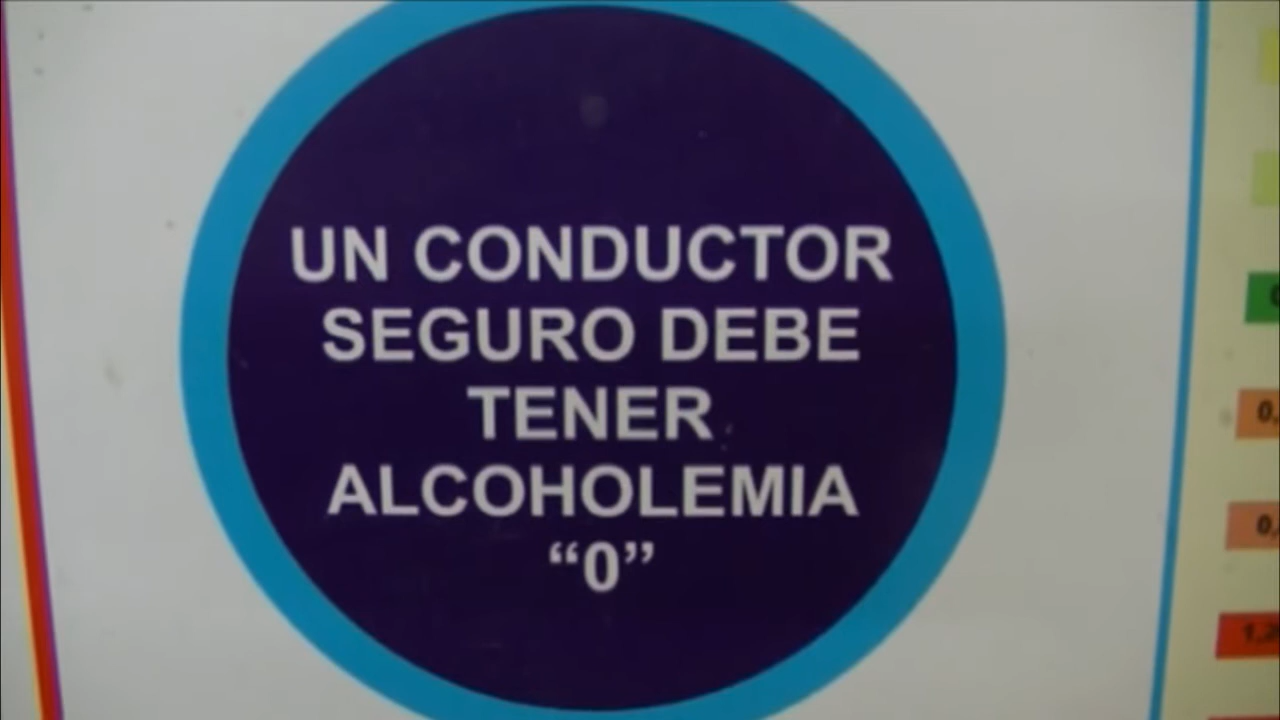 UN CONDUCTOR
SEGURO DEBE
TENER
ALCOHOLEMIA
“0”